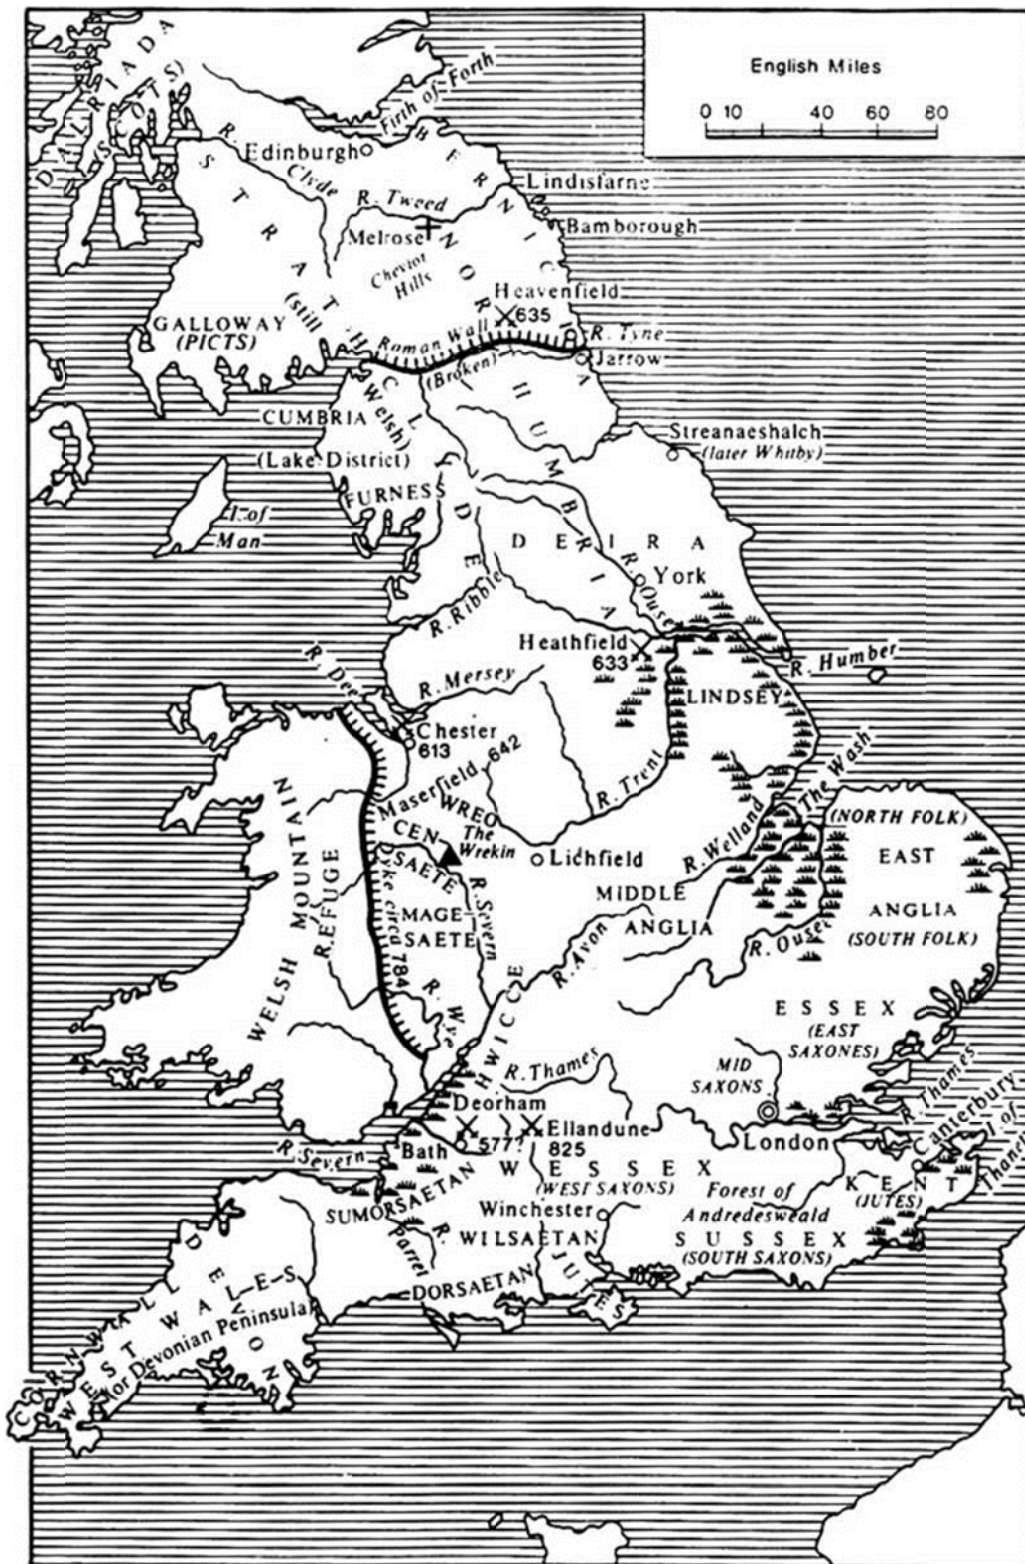 English Miles
0 10 20 40 60 80
DALRIADA
(SCOTS)
Firth of Forth
R. Clyde
Edinburgh
BERNICIA
Lindisfarne
R. Tweed
Bamborough
Melrose
Cheviot
Hills
STRATHCLYDE
(still Welsh)
NORTHUMBRIA
Heavenfield
635
GALLOWAY
(PICTS)
Roman Wall
(Broken)
R. Tyne
Jarrow
CUMBRIA
(Lake District)
Streanaeshalch
(later Whitby)
FURNESS
I. of
Man
DEIRA
York
R. Ouse
R. Ribble
Heathfield
633
R. Humber
R. Mersey
LINDSEY
R. Dee
Chester
613
Maserfield, 642
R. Trent
The Wash
WREO
CEN
SAETE
The
Wrekin
Lichfield
R. Welland
(NORTH FOLK)
EAST
ANGLIA
(SOUTH FOLK)
WELSH MOUNTAIN
REFUGE
Dyke circa 784
MAGE-
SAETE
R. Severn
MIDDLE
ANGLIA
R. Avon
R. Ouse
R. Wye
HWICCE
ESSEX
(EAST
SAXONES)
R. Thames
MID
SAXONS
R. Thames
Deorham
577?
Ellandune
825
London
Canterbury
I. of
Thanet
R. Severn
Bath
WESSEX
(WEST SAXONS)
KENT
(JUTES)
SUMORSAETAN
R.
Parret
Winchester
Forest of
Andredesweald
WILSAETAN
SUSSEX
(SOUTH SAXONS)
JUTES
DORSAETAN
DEVON
CORNWALL
WEST WALES
(or Devonian Peninsula)